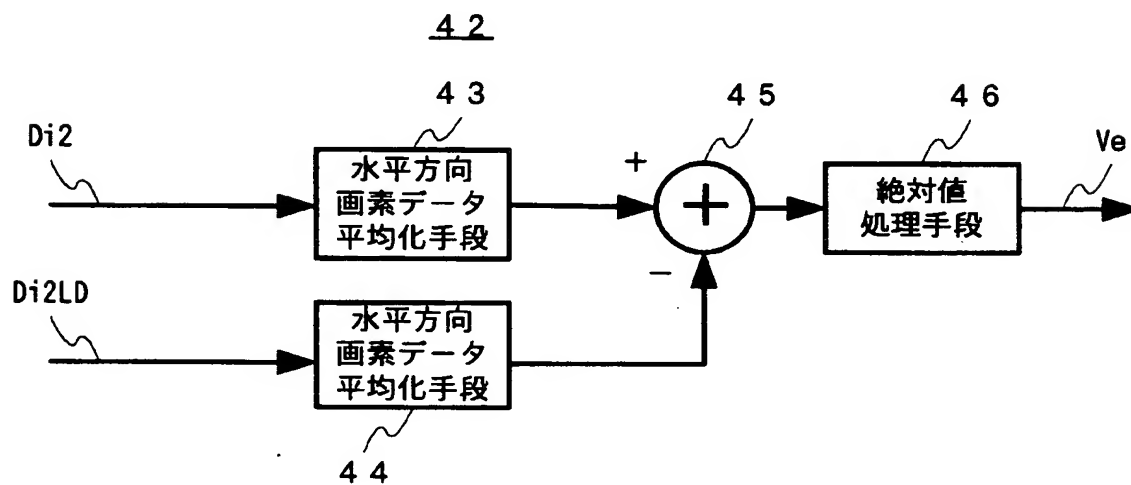 ４２
４３
４５
４６
Di2
Ve
水平方向
画素データ
平均化手段
＋
＋
絶対値
処理手段
－
Di2LD
水平方向
画素データ
平均化手段
４４